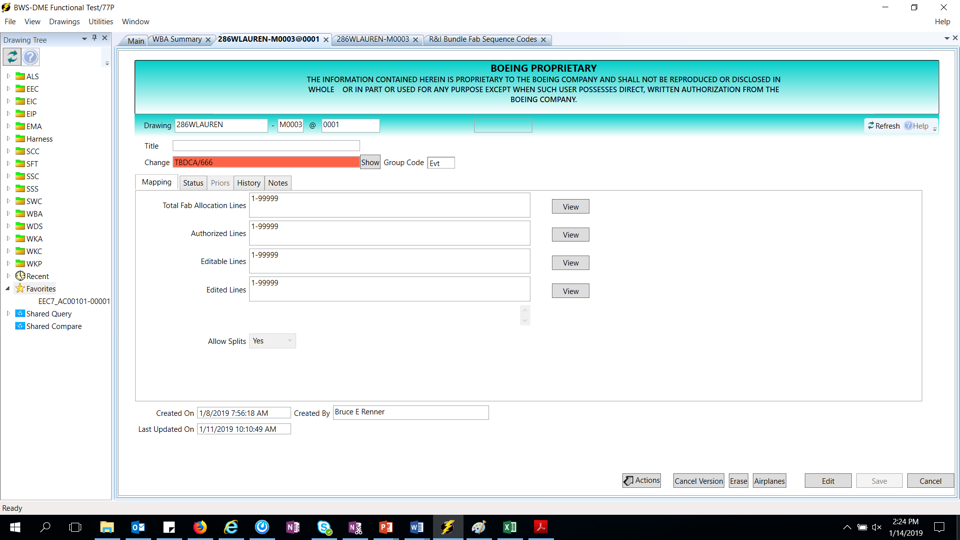 BWS-DME Functional Test/77P
File View Drawings Utilities Window Help
Drawing Tree
Main WBA Summary 286WLAUREN-M0003@0001 286WLAUREN-M0003 R&I Bundle Fab Sequence Codes
ALS
EEC
EIC
EIP
EMA
Harness
SCC
SFT
SSC
SSS
SWC
WBA
WDS
WKA
WKC
WKP
Recent
Favorites
EEC7_AC00101-00001
Shared Query
Shared Compare
BOEING PROPRIETARY
THE INFORMATION CONTAINED HEREIN IS PROPRIETARY TO THE BOEING COMPANY AND SHALL NOT BE REPRODUCED OR DISCLOSED IN
WHOLE OR IN PART OR USED FOR ANY PURPOSE EXCEPT WHEN SUCH USER POSSESSES DIRECT, WRITTEN AUTHORIZATION FROM THE
BOEING COMPANY.
Drawing 286WLAUREN - M0003 @ 0001 Refresh Help
Title
Change TBDCA/666 Show Group Code Evt
Mapping Status Priors History Notes
Total Fab Allocation Lines 1-99999 View
Authorized Lines 1-99999 View
Editable Lines 1-99999 View
Edited Lines 1-99999 View
Allow Splits Yes
Created On 1/8/2019 7:56:18 AM Created By Bruce E Renner
Last Updated On 1/11/2019 10:10:49 AM
Actions Cancel Version Erase Airplanes Edit Save Cancel
Ready
2:24 PM
1/14/2019